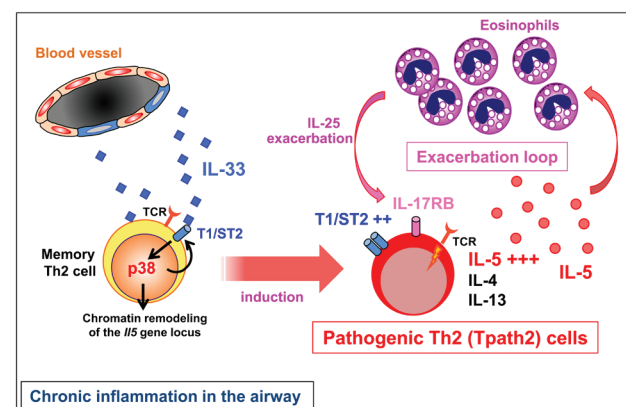 Eosinophils
Blood vessel
IL-25
exacerbation
Exacerbation loop
IL-33
IL-17RB
TCR
T1/ST2
T1/ST2 ++
TCR
Memory
Th2 cell
p38
IL-5 +++
IL-4
IL-13
IL-5
induction
Chromatin remodeling
of the Il5 gene locus
Pathogenic Th2 (Tpath2) cells
Chronic inflammation in the airway